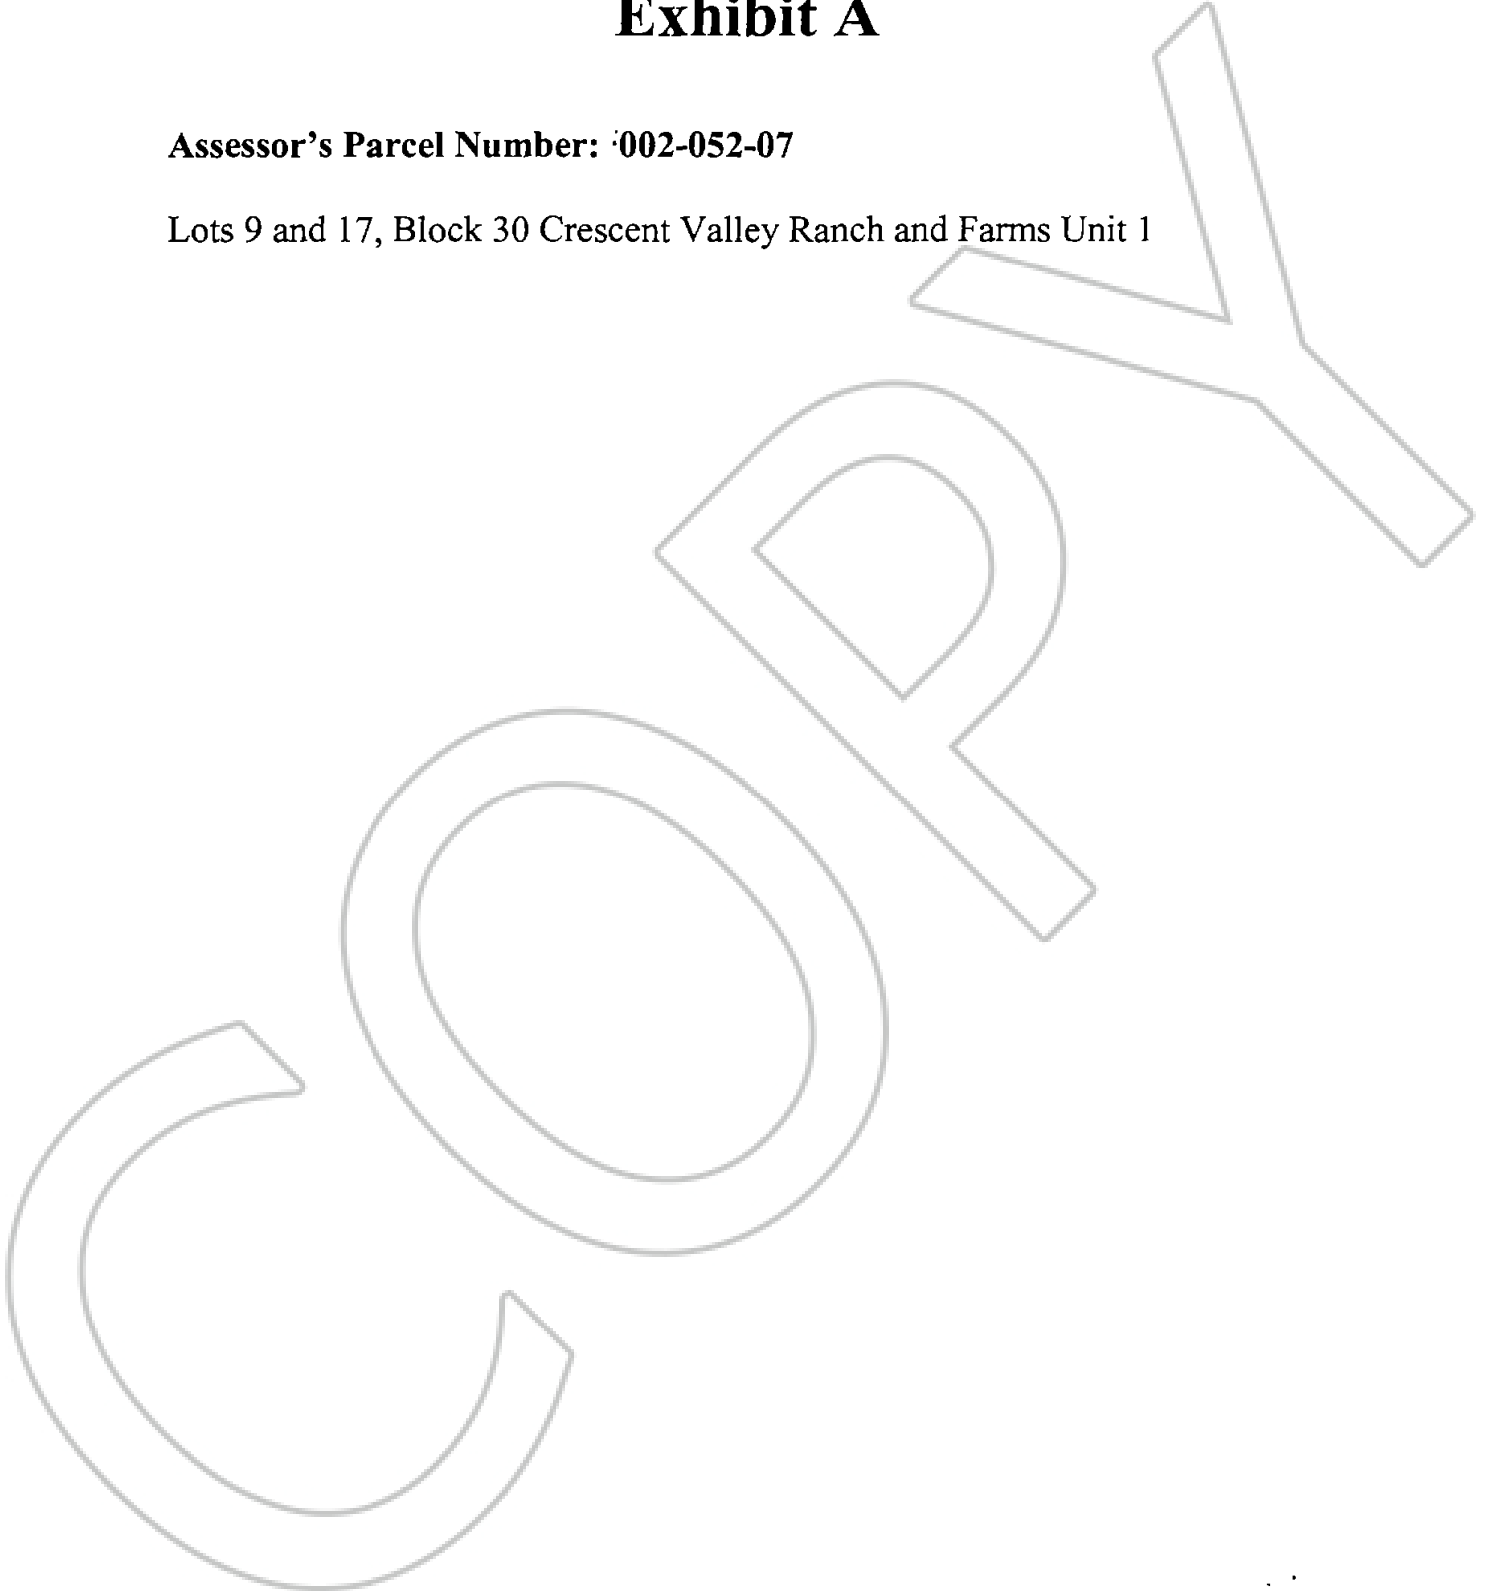 Exhibit A
Assessor's Parcel Number: 002-052-07
Lots 9 and 17, Block 30 Crescent Valley Ranch and Farms Unit 1
COPY